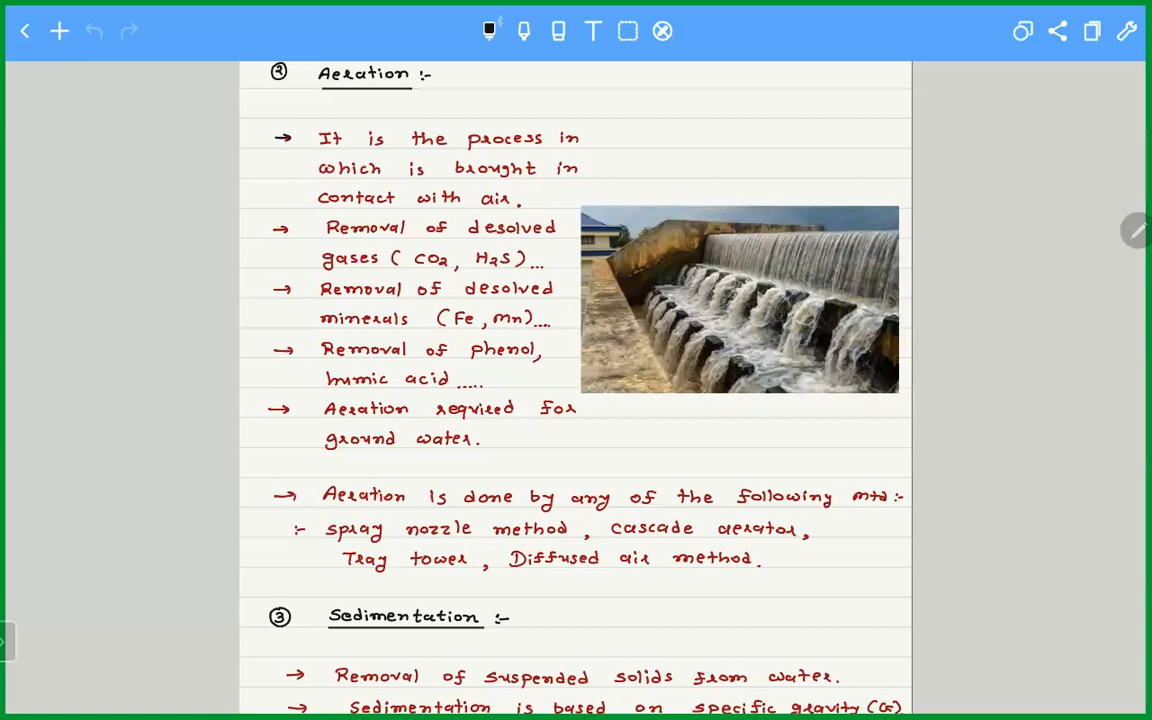 ② Aeration :-
→ It is the process in
which is brought in
contact with air.
→ Removal of desolved
gases ( CO2, H2S)...
→ Removal of desolved
minerals (Fe, Mn)....
→ Removal of phenol,
humic acid .....
→ Aeration required for
ground water.
→ Aeration is done by any of the following mtd:-
:- spray nozzle method, cascade aerator,
Tray tower, Diffused air method.
③ Sedimentation :-
→ Removal of suspended solids from water.
→ Sedimentation is based on specific gravity (G)